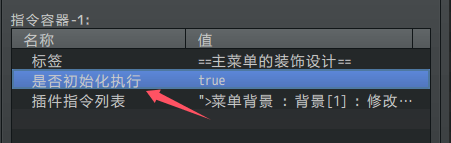 指令容器-1:
名称 值
标签 ==主菜单的装饰设计==
是否初始化执行 true
插件指令列表 ">菜单背景 : 背景[1] : 修改…